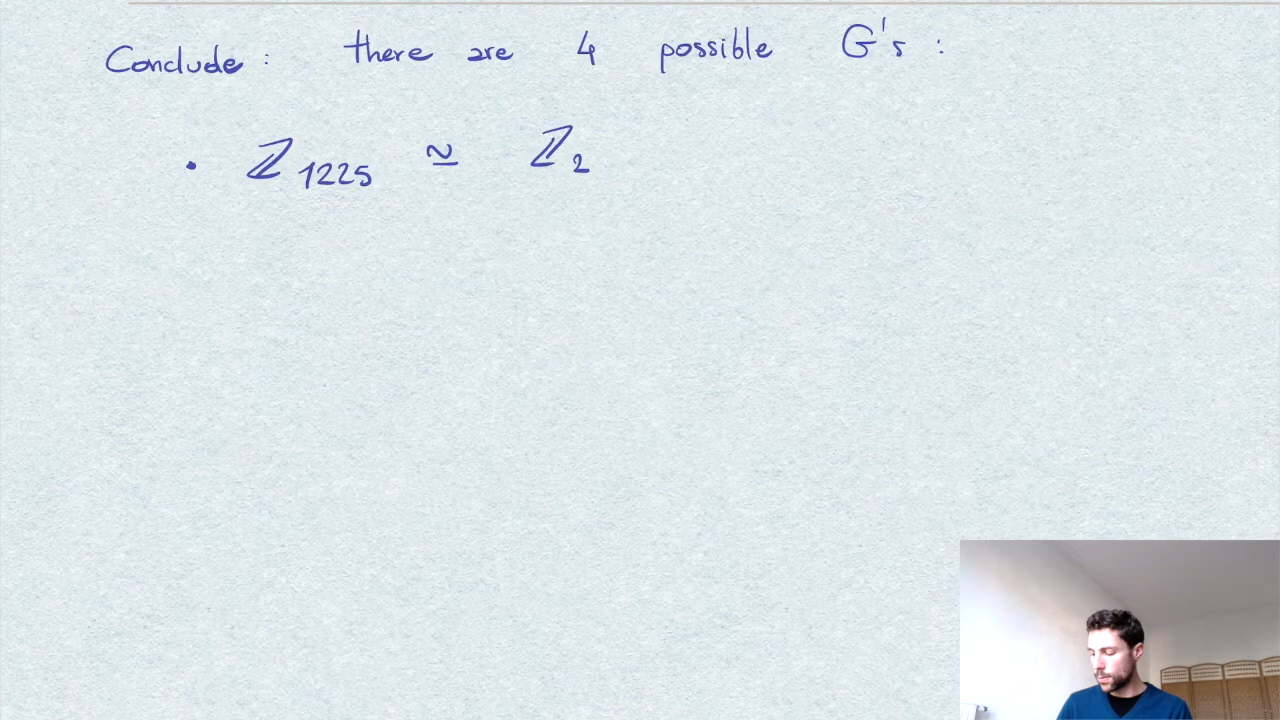 Conclude : there are 4 possible G's :
• ℤ₁₂₂₅ ≃ ℤ₂